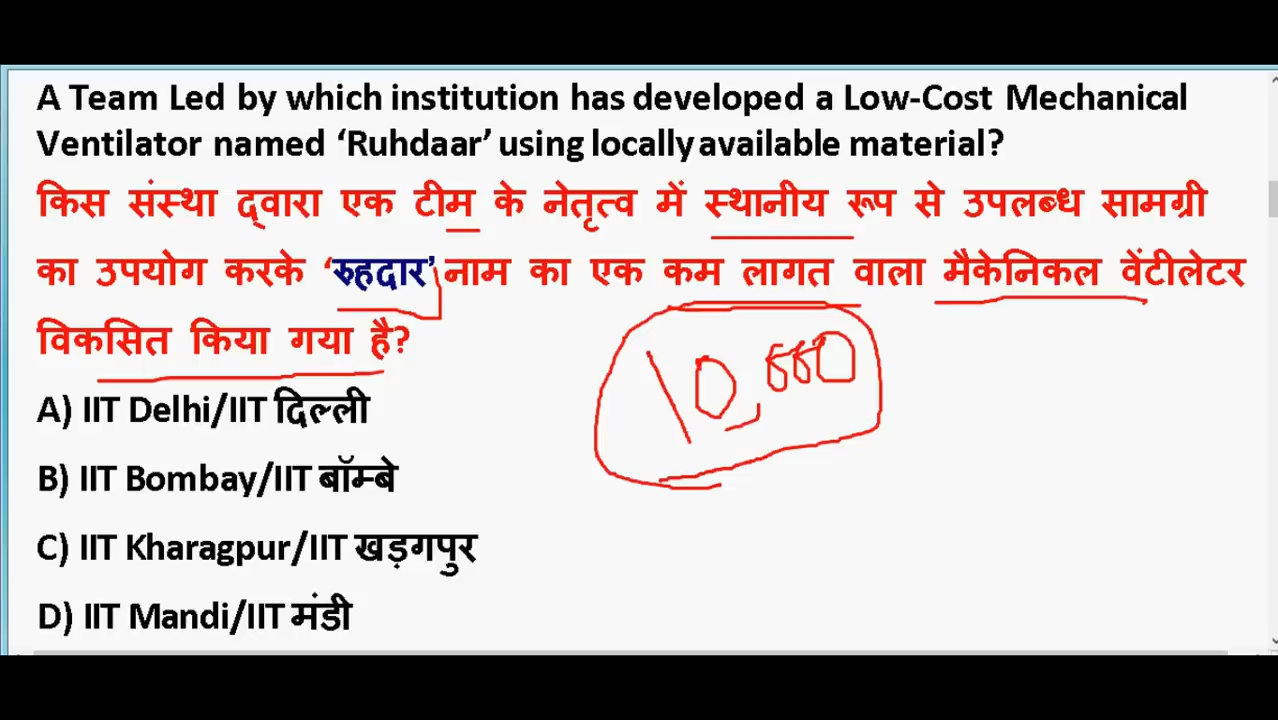 A Team Led by which institution has developed a Low-Cost Mechanical
Ventilator named ‘Ruhdaar’ using locally available material?
किस संस्था द्वारा एक टीम के नेतृत्व में स्थानीय रूप से उपलब्ध सामग्री
का उपयोग करके ‘रुहदार’ नाम का एक कम लागत वाला मैकेनिकल वेंटीलेटर
विकसित किया गया है?
A) IIT Delhi/IIT दिल्ली
B) IIT Bombay/IIT बॉम्बे
C) IIT Kharagpur/IIT खड़गपुर
D) IIT Mandi/IIT मंडी